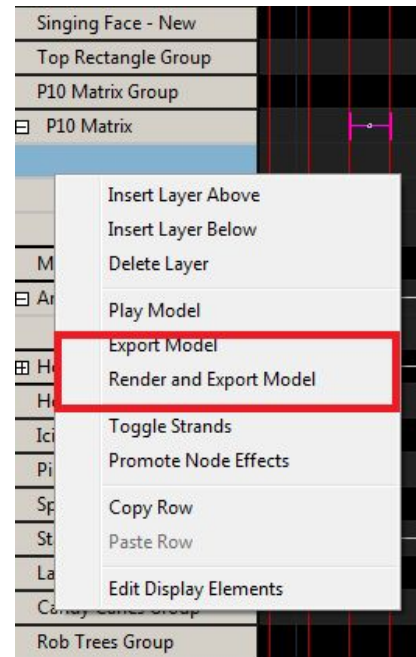 Singing Face - New
Top Rectangle Group
P10 Matrix Group
P10 Matrix
Insert Layer Above
Insert Layer Below
Delete Layer
Play Model
Export Model
Render and Export Model
Toggle Strands
Promote Node Effects
Copy Row
Paste Row
Edit Display Elements
Rob Trees Group